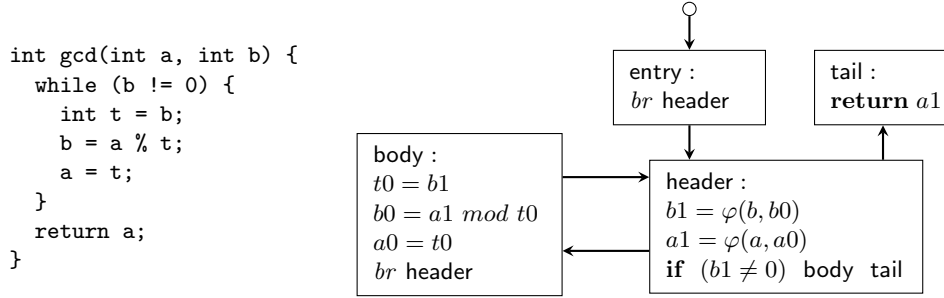 int gcd(int a, int b) {
  while (b != 0) {
    int t = b;
    b = a % t;
    a = t;
  }
  return a;
}
entry :
br header
tail :
return a1
body :
t0 = b1
b0 = a1 mod t0
a0 = t0
br header
header :
b1 = φ(b, b0)
a1 = φ(a, a0)
if (b1 ≠ 0) body tail